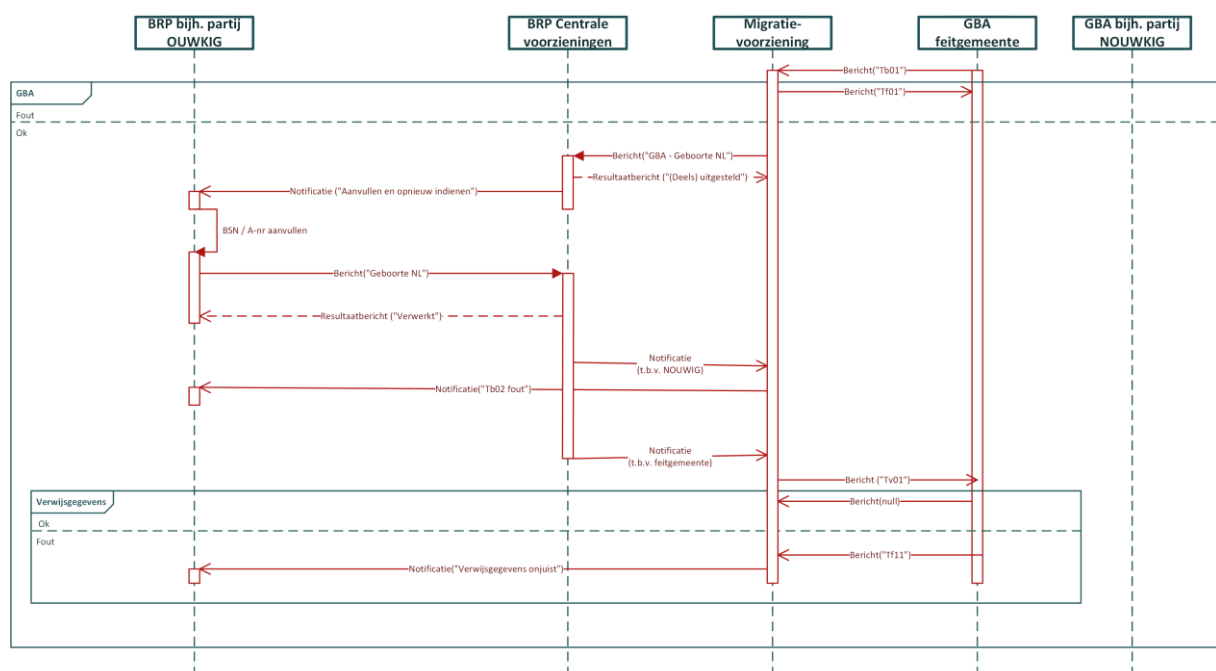 BRP bijh. partij
OUWKIG
BRP Centrale
voorzieningen
Migratie-
voorziening
GBA
feitgemeente
GBA bijh. partij
NOUWKIG
Bericht("Tb01")
GBA
Bericht("Tf01")
Fout
Ok
Bericht("GBA - Geboorte NL")
Resultaatbericht "(Deels) uitgesteld")
Notificatie ("Aanvullen en opnieuw indienen")
BSN / A-nr aanvullen
Bericht("Geboorte NL")
Resultaatbericht ("Verwerkt")
Notificatie
(t.b.v. NOUWIG)
Notificatie("Tb02 fout")
Notificatie
(t.b.v. feitgemeente)
Bericht ("Tv01")
Verwijsgegevens
Bericht(null)
Ok
Fout
Bericht("Tf11")
Notificatie("Verwijsgegevens onjuist")